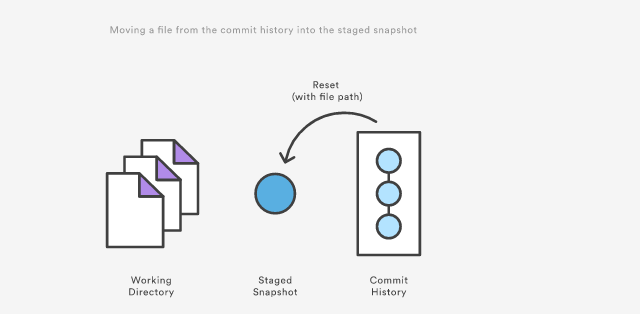 Moving a file from the commit history into the staged snapshot
Reset
(with file path)
Working
Directory
Staged
Snapshot
Commit
History